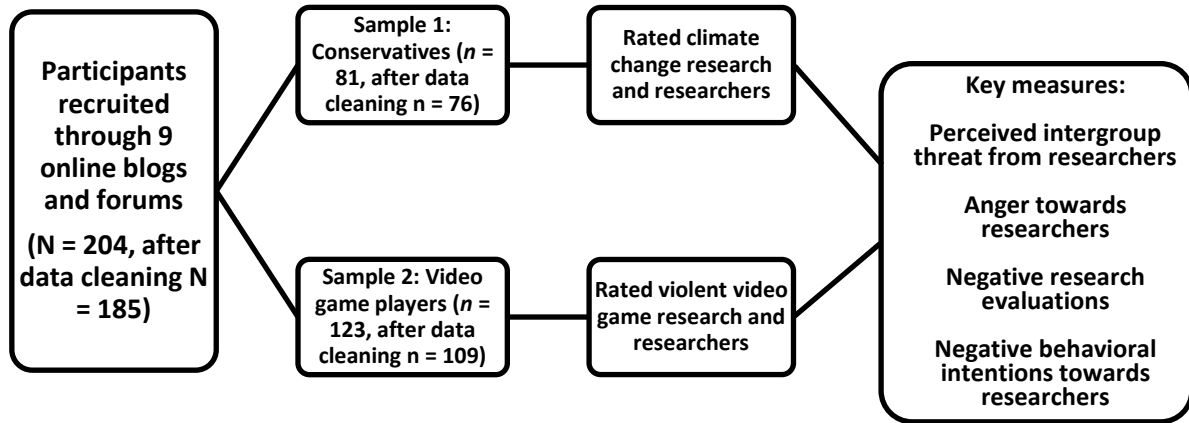 Participants
recruited
through 9
online blogs
and forums
(N = 204, after
data cleaning N
= 185)
Sample 1:
Conservatives (n =
81, after data
cleaning n = 76)
Rated climate
change research
and researchers
Sample 2: Video
game players (n =
123, after data
cleaning n = 109)
Rated violent video
game research and
researchers
Key measures:
Perceived intergroup
threat from researchers
Anger towards
researchers
Negative research
evaluations
Negative behavioral
intentions towards
researchers